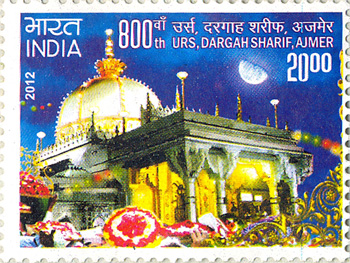 भारत
INDIA
800वाँ उर्स, दरगाह शरीफ, अजमेर
800th URS, DARGAH SHARIF, AJMER
20.00
2012